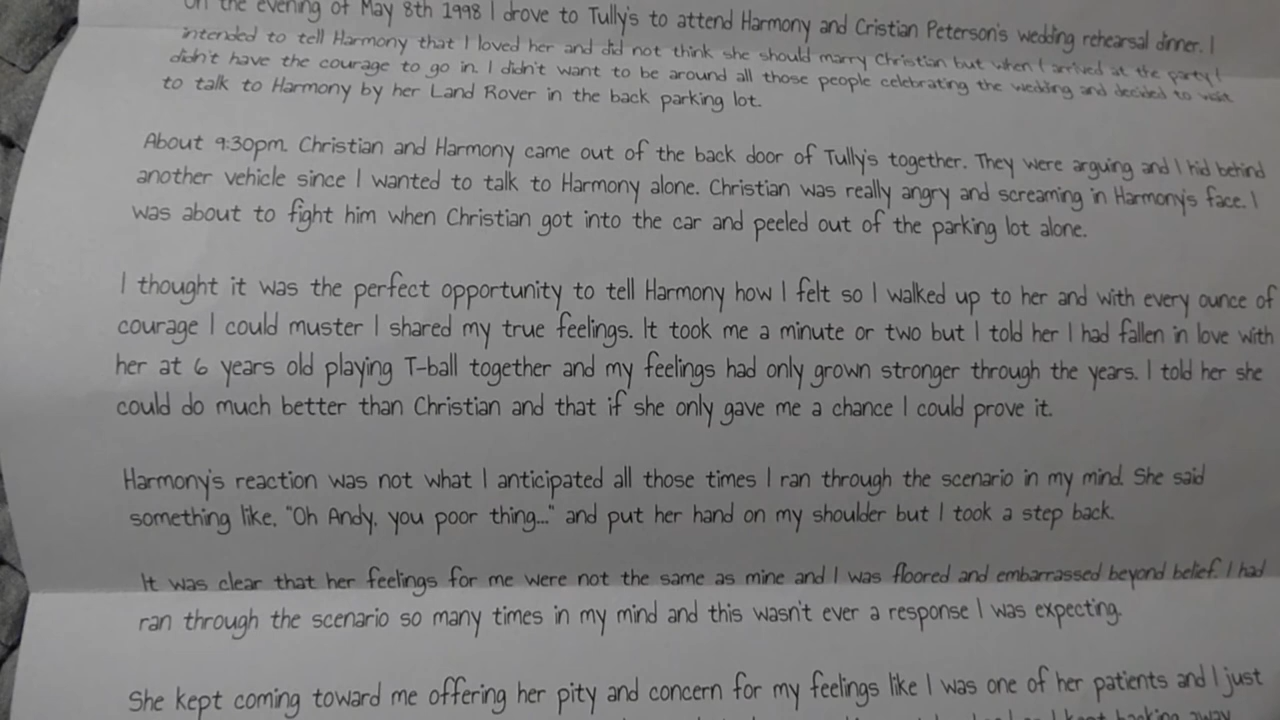 On the evening of May 8th 1998 I drove to Tully's to attend Harmony and Cristian Peterson's wedding rehearsal dinner. I
intended to tell Harmony that I loved her and did not think she should marry Christian but when I arrived at the party I
didn't have the courage to go in. I didn't want to be around all those people celebrating the wedding and decided to wait
to talk to Harmony by her Land Rover in the back parking lot.
About 9:30pm. Christian and Harmony came out of the back door of Tully's together. They were arguing and I hid behind
another vehicle since I wanted to talk to Harmony alone. Christian was really angry and screaming in Harmony's face. I
was about to fight him when Christian got into the car and peeled out of the parking lot alone.
I thought it was the perfect opportunity to tell Harmony how I felt so I walked up to her and with every ounce of
courage I could muster I shared my true feelings. It took me a minute or two but I told her I had fallen in love with
her at 6 years old playing T-ball together and my feelings had only grown stronger through the years. I told her she
could do much better than Christian and that if she only gave me a chance I could prove it.
Harmony's reaction was not what I anticipated all those times I ran through the scenario in my mind. She said
something like, "Oh Andy, you poor thing..." and put her hand on my shoulder but I took a step back.
It was clear that her feelings for me were not the same as mine and I was floored and embarrassed beyond belief. I had
ran through the scenario so many times in my mind and this wasn't ever a response I was expecting.
She kept coming toward me offering her pity and concern for my feelings like I was one of her patients and I just
I kept backing away